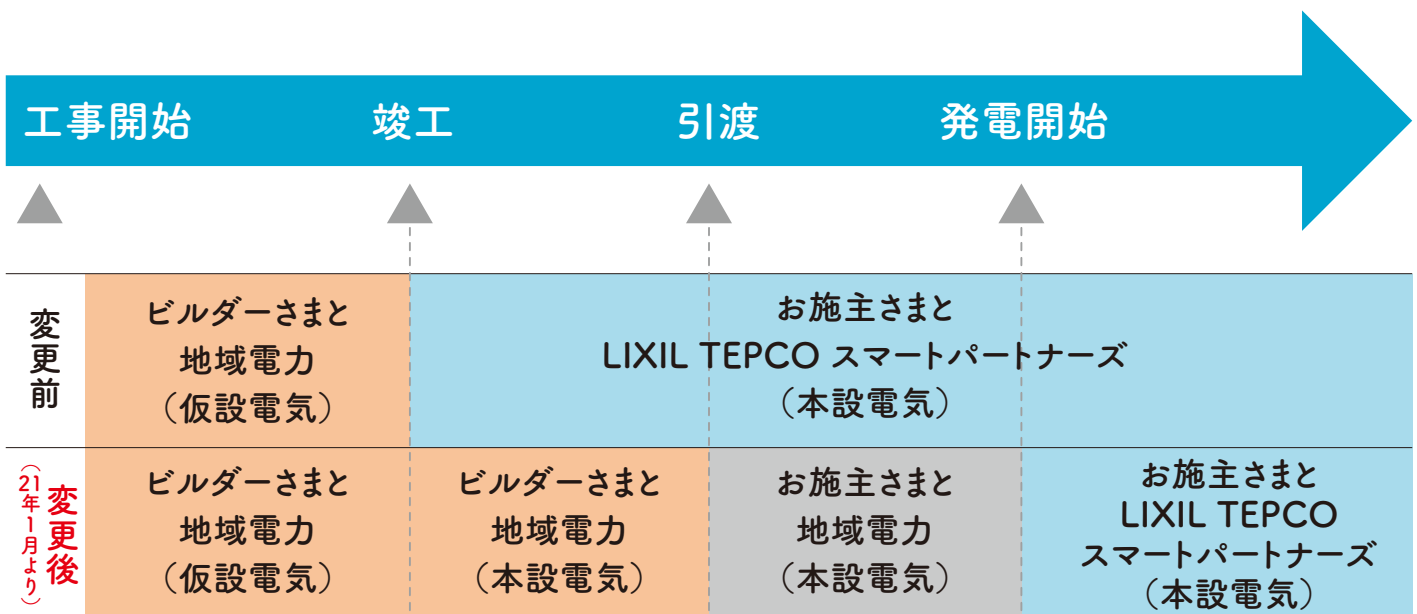 工事開始
竣工
引渡
発電開始
変更前
ビルダーさまと
地域電力
（仮設電気）
お施主さまと
LIXIL TEPCO スマートパートナーズ
（本設電気）
変更後
（21年1月より）
ビルダーさまと
地域電力
（仮設電気）
ビルダーさまと
地域電力
（本設電気）
お施主さまと
地域電力
（本設電気）
お施主さまと
LIXIL TEPCO
スマートパートナーズ
（本設電気）